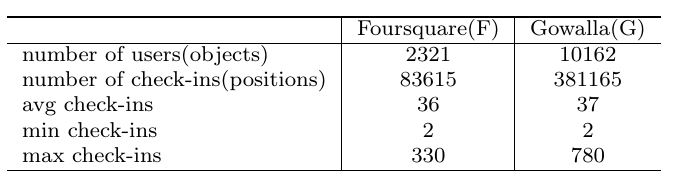 Foursquare(F) Gowalla(G)
number of users(objects) 2321 10162
number of check-ins(positions) 83615 381165
avg check-ins 36 37
min check-ins 2 2
max check-ins 330 780